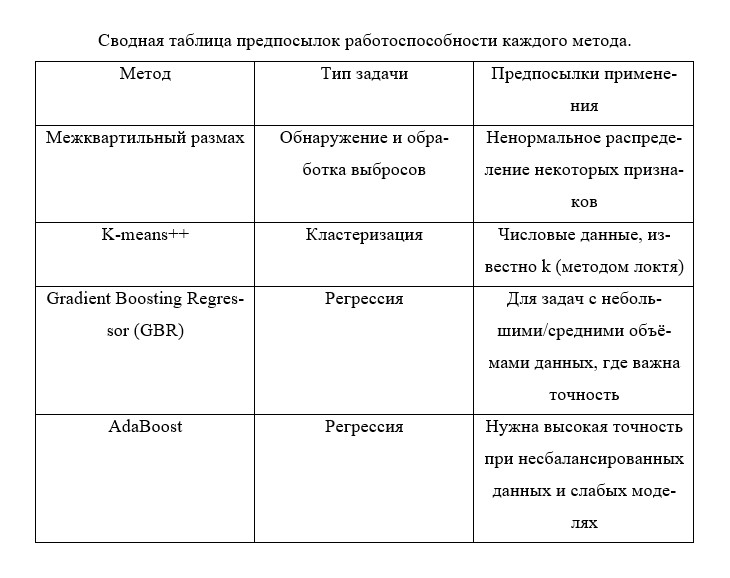 Сводная таблица предпосылок работоспособности каждого метода.
Метод
Тип задачи
Предпосылки примене-
ния
Межквартильный размах
Обнаружение и обра-
ботка выбросов
Ненормальное распреде-
ление некоторых призна-
ков
K-means++
Кластеризация
Числовые данные, из-
вестно k (методом локтя)
Gradient Boosting Regres-
sor (GBR)
Регрессия
Для задач с неболь-
шими/средними объё-
мами данных, где важна
точность
AdaBoost
Регрессия
Нужна высокая точность
при несбалансированных
данных и слабых моде-
лях